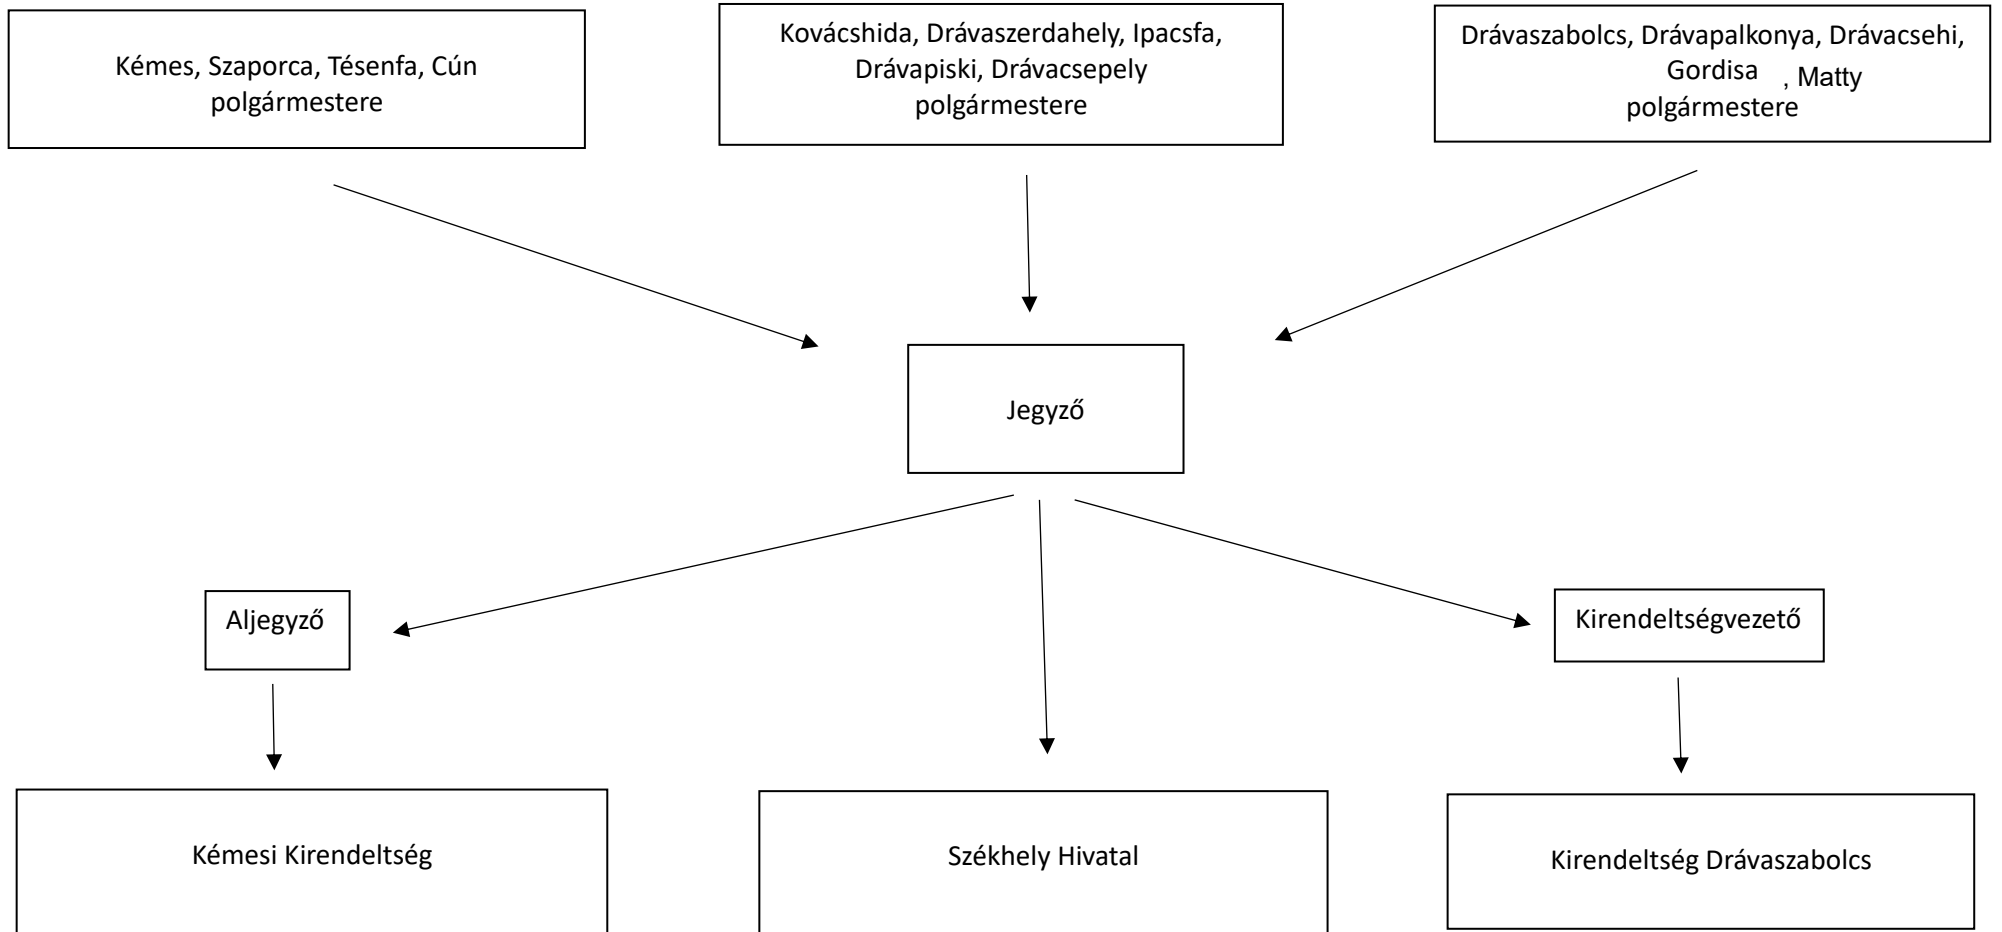 Kémes, Szaporca, Tésenfa, Cún
polgármestere
Kovácshida, Drávaszerdahely, Ipacsfa,
Drávapiski, Drávacsepely
polgármestere
Drávaszabolcs, Drávapalkonya, Drávacsehi,
Gordisa , Matty
polgármestere
Jegyző
Aljegyző
Kirendeltségvezető
Kémesi Kirendeltség
Székhely Hivatal
Kirendeltség Drávaszabolcs